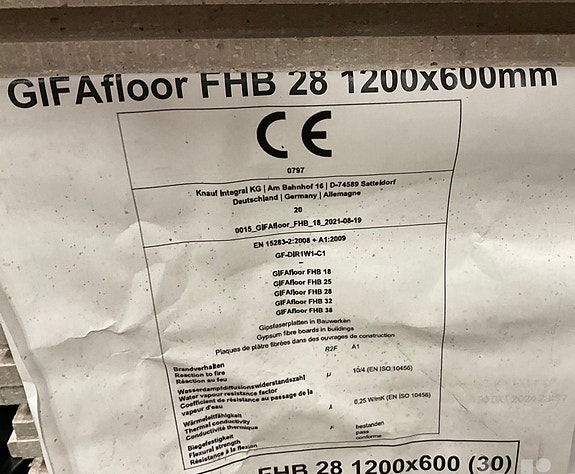 GIFAfloor FHB 28 1200x600mm
CE
0797
Knauf Integral KG | Am Bahnhof 16 | D-74589 Satteldorf
Deutschland | Germany | Allemagne
20
0015_GIFAfloor_FHB_18_2021-08-19
EN 15283-2:2008 + A1:2009
GF-DIR1W1-C1
–
GIFAfloor FHB 18
GIFAfloor FHB 25
GIFAfloor FHB 28
GIFAfloor FHB 32
GIFAfloor FHB 38
Gipsfaserplatten in Bauwerken
Gypsum fibre boards in buildings
Plaques de plâtre fibrées dans des ouvrages de construction
Brandverhalten R2F A1
Reaction to fire
Réaction au feu
Wasserdampfdiffusionswiderstandszahl μ 10/4 (EN ISO 10456)
Water vapour resistance factor
Coefficient de résistance au passage de la
vapeur d'eau
Wärmeleitfähigkeit λ 0,25 W/mK (EN ISO 10456)
Thermal conductivity
Conductivité thermique
Biegefestigkeit F bestanden
Flexural strength pass
Résistance à la flexion conforme
FHB 28 1200x600 (30)